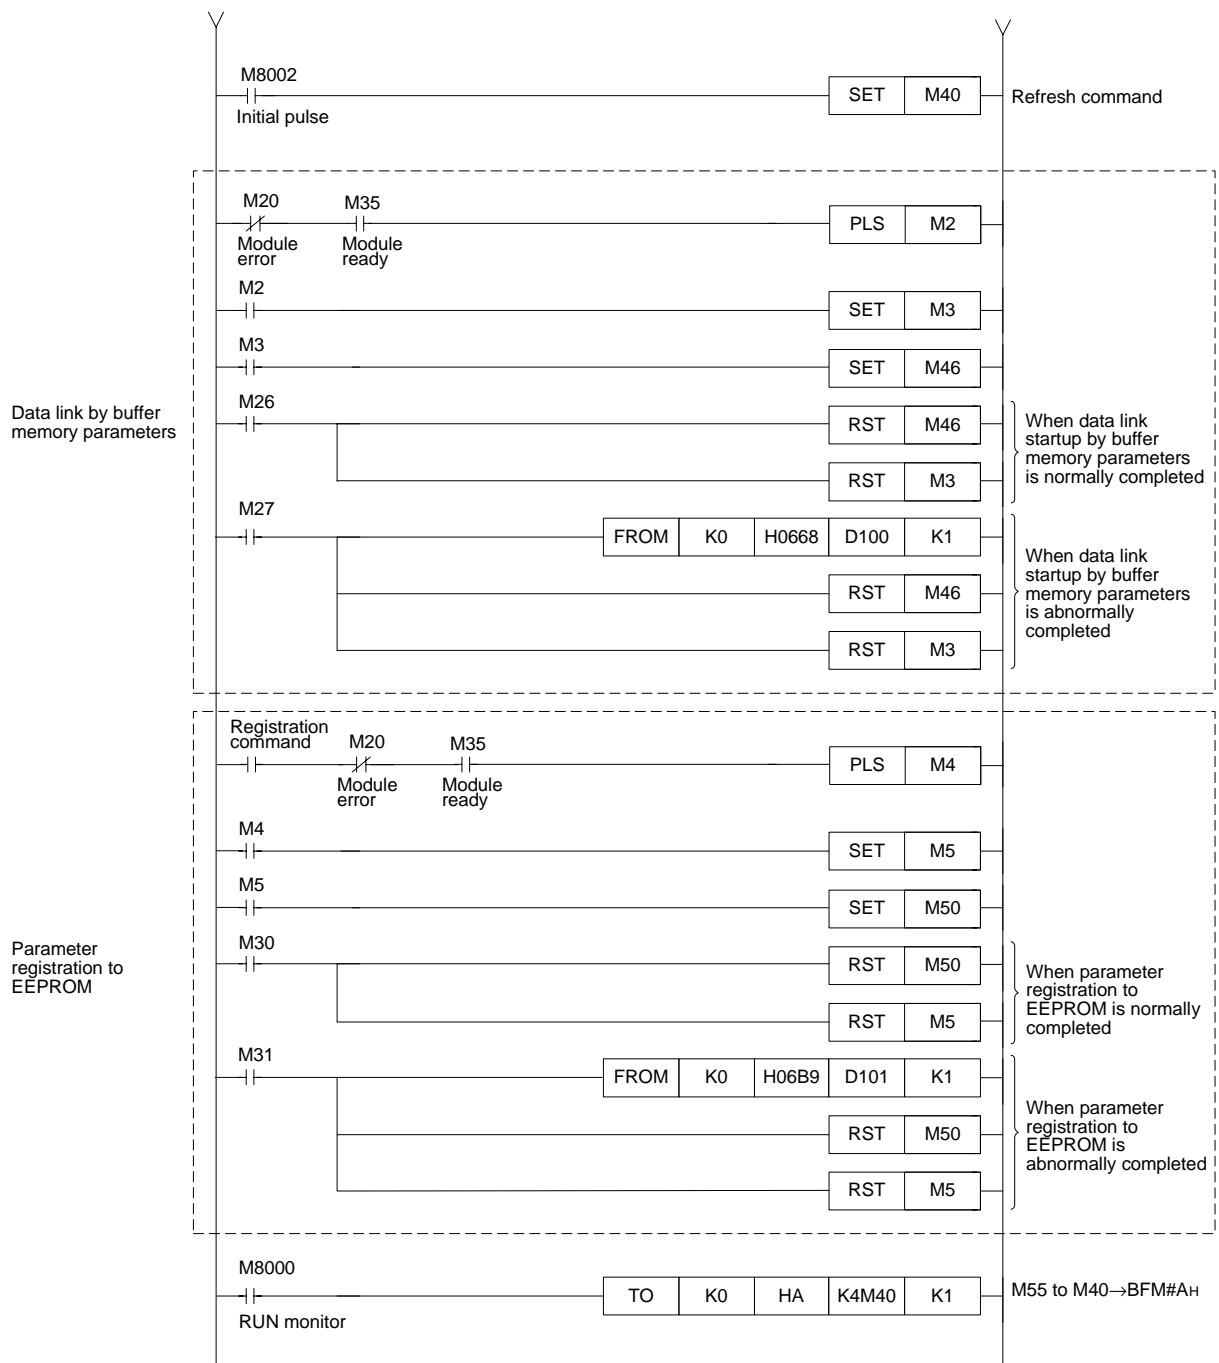 M8002
SET M40 Refresh command
Initial pulse
M20 M35
PLS M2
Module error
Module ready
M2
SET M3
M3
SET M46
Data link by buffer
memory parameters
M26
RST M46
RST M3
When data link
startup by buffer
memory parameters
is normally completed
M27
FROM K0 H0668 D100 K1
RST M46
RST M3
When data link
startup by buffer
memory parameters
is abnormally
completed
Registration
command
M20 M35
PLS M4
Module error
Module ready
M4
SET M5
M5
SET M50
Parameter
registration to
EEPROM
M30
RST M50
RST M5
When parameter
registration to
EEPROM is normally
completed
M31
FROM K0 H06B9 D101 K1
RST M50
RST M5
When parameter
registration to
EEPROM is
abnormally completed
M8000
TO K0 HA K4M40 K1 M55 to M40→BFM#AH
RUN monitor